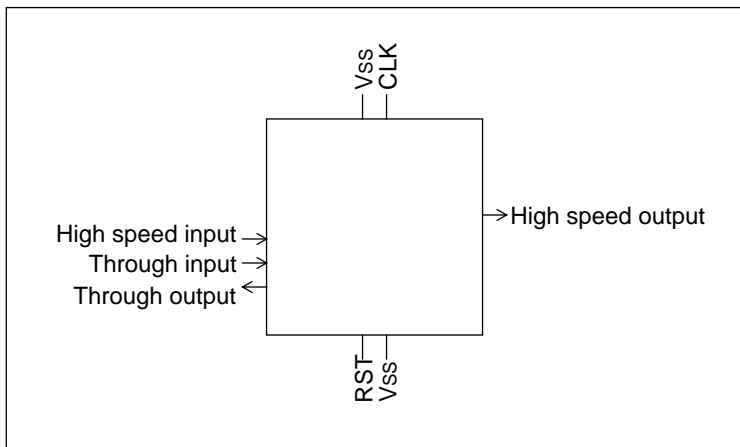 Vss
CLK
High speed input
Through input
Through output
High speed output
RST
Vss